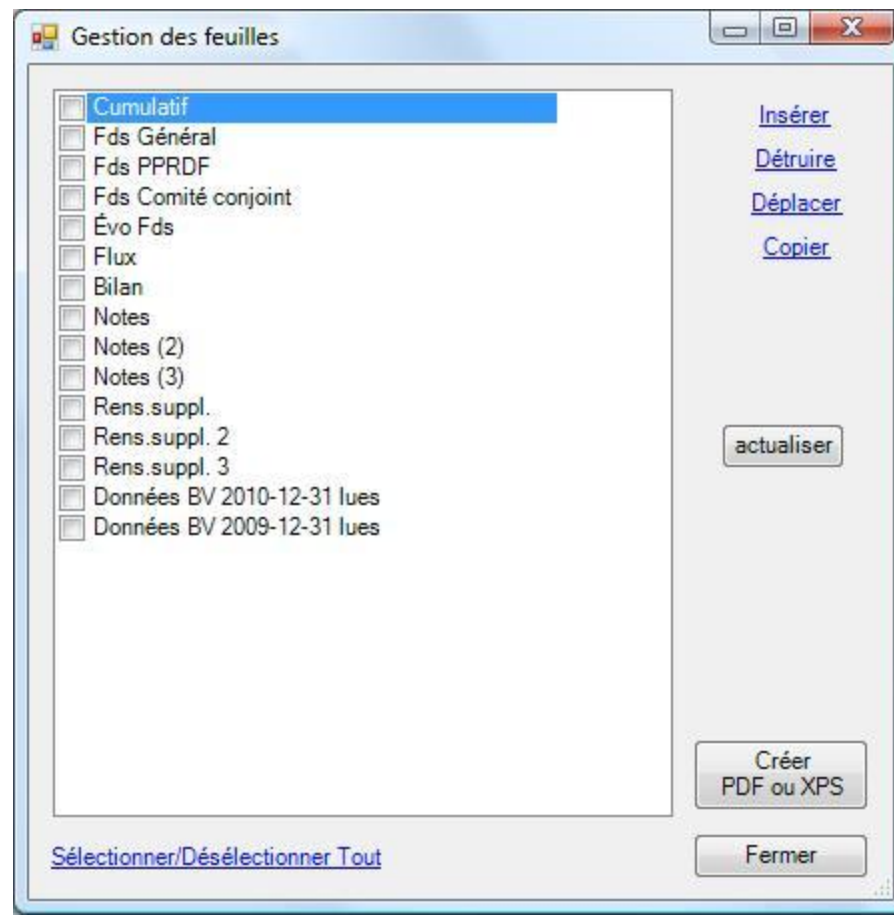 Gestion des feuilles
Cumulatif
Fds Général
Fds PPRDF
Fds Comité conjoint
Évo Fds
Flux
Bilan
Notes
Notes (2)
Notes (3)
Rens.suppl.
Rens.suppl. 2
Rens.suppl. 3
Données BV 2010-12-31 lues
Données BV 2009-12-31 lues
Insérer
Détruire
Déplacer
Copier
actualiser
Créer
PDF ou XPS
Sélectionner/Désélectionner Tout
Fermer